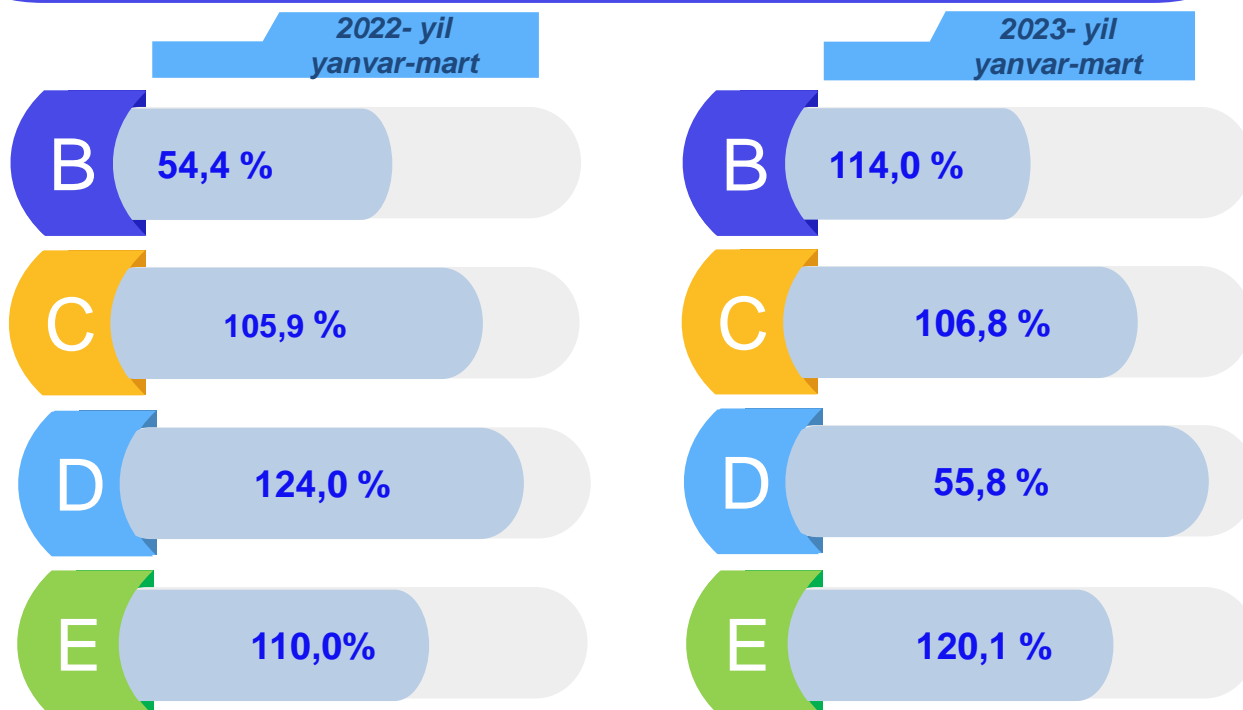 2022- yil
yanvar-mart
2023- yil
yanvar-mart
B
54,4 %
B
114,0 %
C
105,9 %
C
106,8 %
D
124,0 %
D
55,8 %
E
110,0%
E
120,1 %